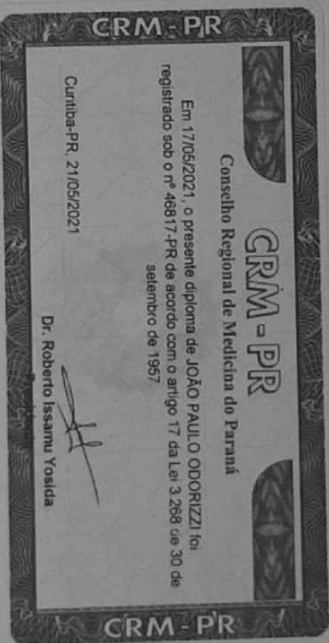 CRM-PR
CRM-PR
Conselho Regional de Medicina do Paraná
Em 17/05/2021, o presente diploma de JOÃO PAULO ODORIZZI foi
registrado sob o nº 46817-PR de acordo com o artigo 17 da Lei 3.268 de 30 de
setembro de 1957.
Curitiba-PR, 21/05/2021
Dr. Roberto Issamu Yosida
CRM-PR